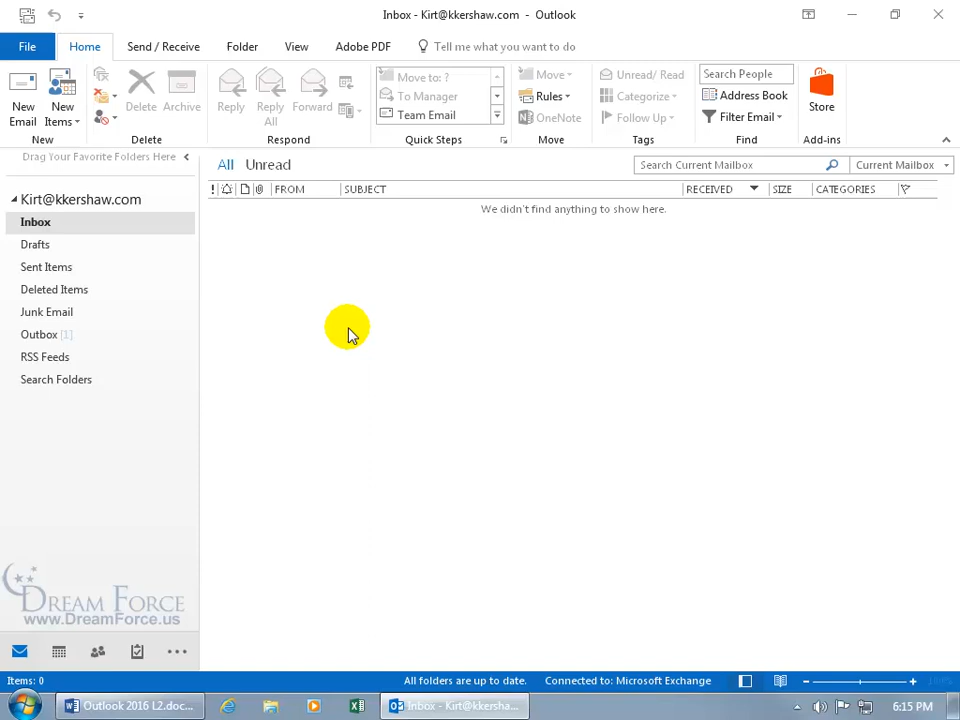 Inbox - Kirt@kkershaw.com - Outlook
File Home Send / Receive Folder View Adobe PDF Tell me what you want to do
New Email
New Items
Delete
Archive
Reply
Reply All
Forward
Move to: ?
To Manager
Team Email
Move
Rules
OneNote
Unread/ Read
Categorize
Follow Up
Search People
Address Book
Filter Email
Store
New Delete Respond Quick Steps Move Tags Find Add-ins
Drag Your Favorite Folders Here
Kirt@kkershaw.com
Inbox
Drafts
Sent Items
Deleted Items
Junk Email
Outbox [1]
RSS Feeds
Search Folders
All Unread
Search Current Mailbox Current Mailbox
! FROM SUBJECT RECEIVED SIZE CATEGORIES
We didn't find anything to show here.
DREAM FORCE
www.DreamForce.us
Items: 0 All folders are up to date. Connected to: Microsoft Exchange
Outlook 2016 L2.doc... Inbox - Kirt@kkersha... 6:15 PM